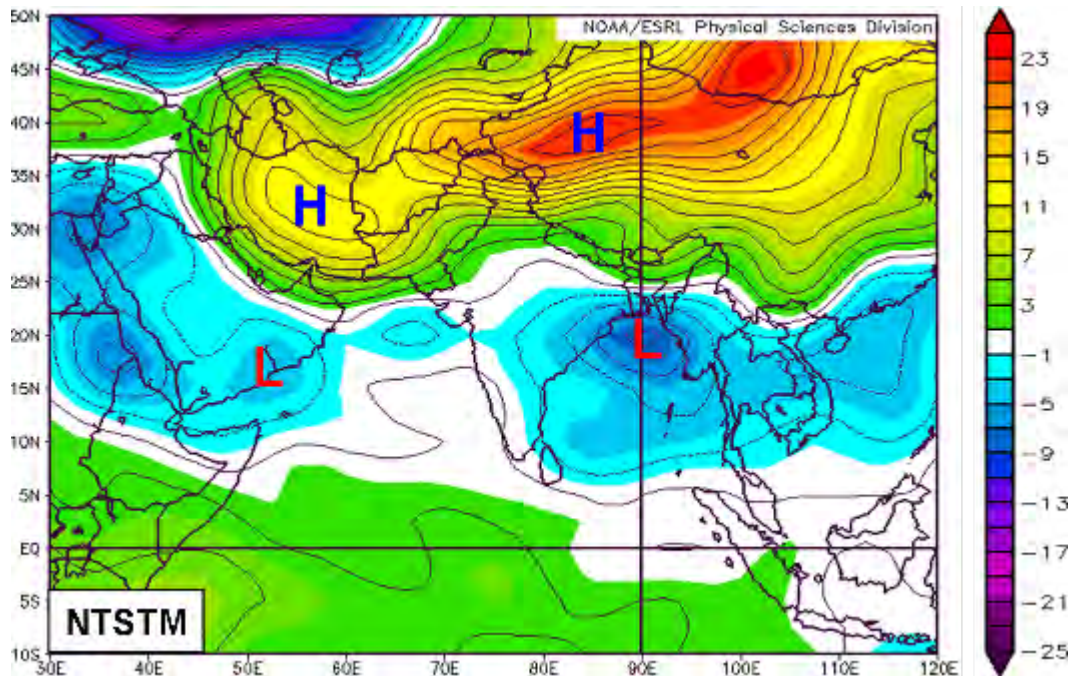 NOAA/ESRL Physical Sciences Division
50N
45N
40N
35N
30N
25N
20N
15N
10N
5N
EQ
5S
10S
H
H
L
L
NTSTM
30E
40E
50E
60E
70E
80E
90E
100E
110E
120E
23
19
15
11
7
3
-1
-5
-9
-13
-17
-21
-25